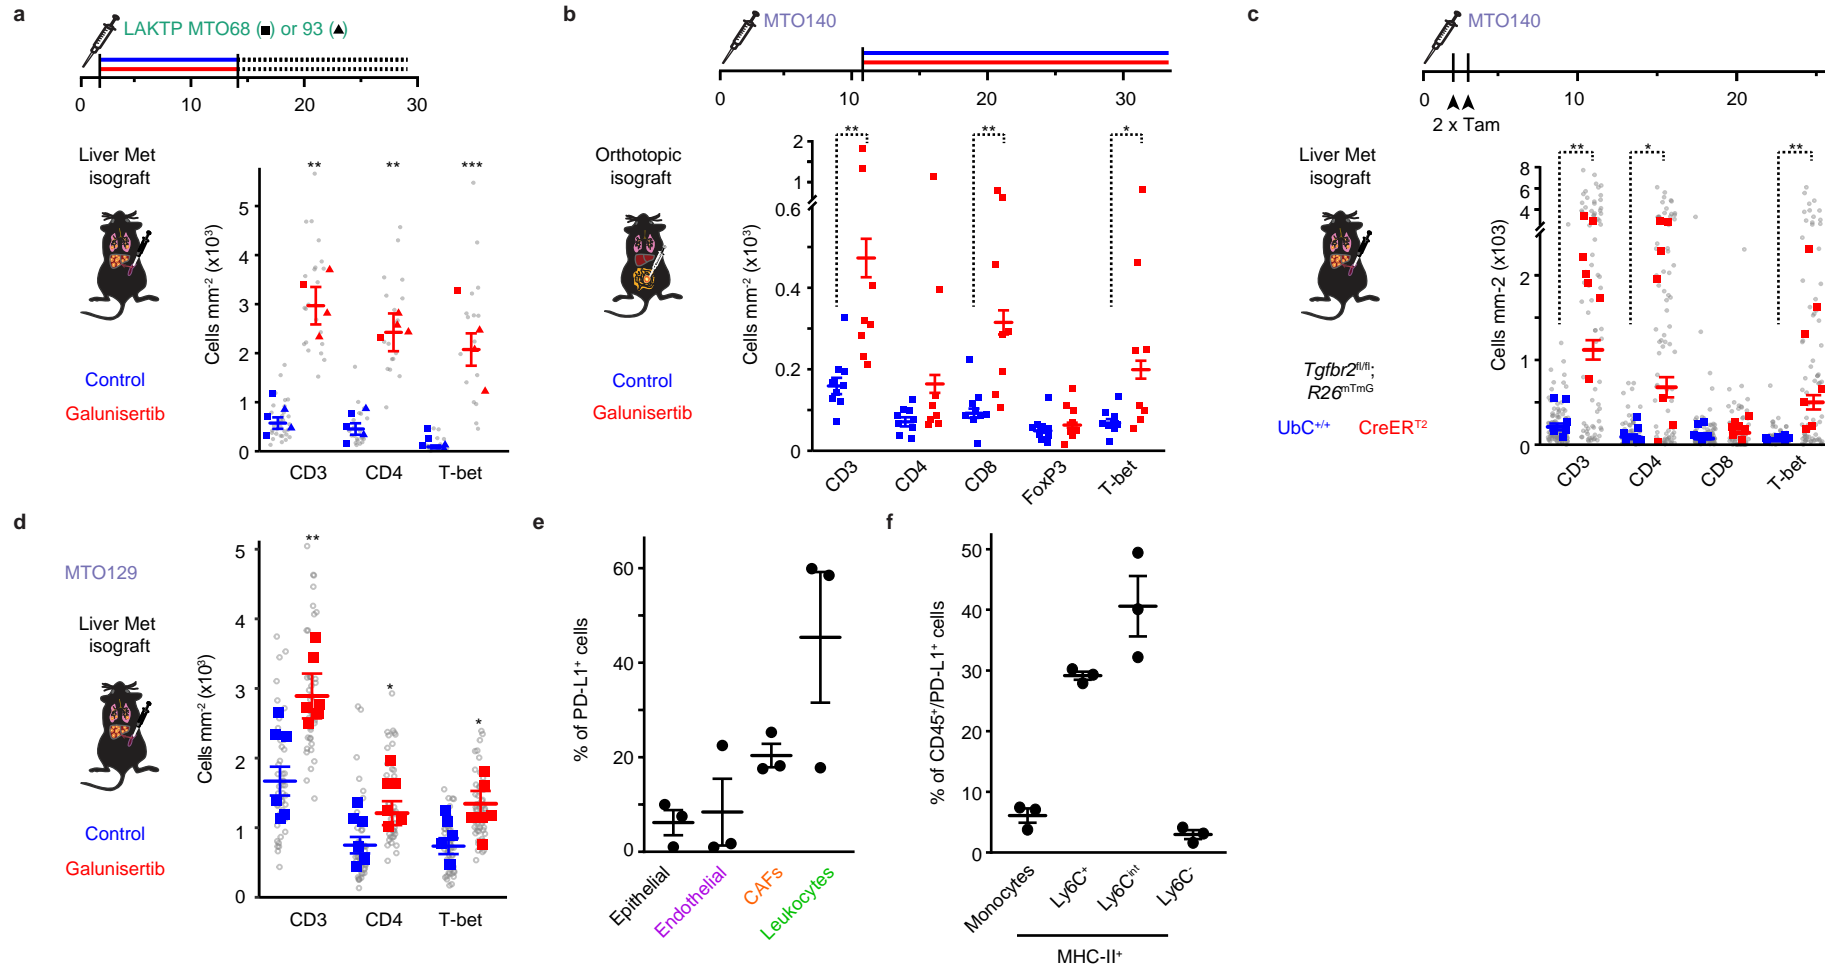 a
LAKTP MTO68 (■) or 93 (▲)
0 10 20 30
Liver Met
isograft
Control
Galunisertib
Cells mm⁻² (x10³)
5
4
3
2
1
0
** ** ***
CD3 CD4 T-bet
b
MTO140
0 10 20 30
Orthotopic
isograft
Control
Galunisertib
Cells mm⁻² (x10³)
2
1
0.6
0.4
0.2
0
** ** *
CD3 CD4 CD8 FoxP3 T-bet
c
MTO140
0 10 20
2 x Tam
Liver Met
isograft
Tgfbr2fl/fl;
R26mTmG
UbC+/+ CreERT2
Cells mm-2 (x103)
8
6
4
2
1
0
** * **
CD3 CD4 CD8 T-bet
d
MTO129
Liver Met
isograft
Control
Galunisertib
Cells mm⁻² (x10³)
5
4
3
2
1
0
** * *
CD3 CD4 T-bet
e
% of PD-L1⁺ cells
60
40
20
0
Epithelial Endothelial CAFs Leukocytes
f
% of CD45⁺/PD-L1⁺ cells
50
40
30
20
10
0
Monocytes Ly6C⁺ Ly6Cint Ly6C⁻
MHC-II⁺